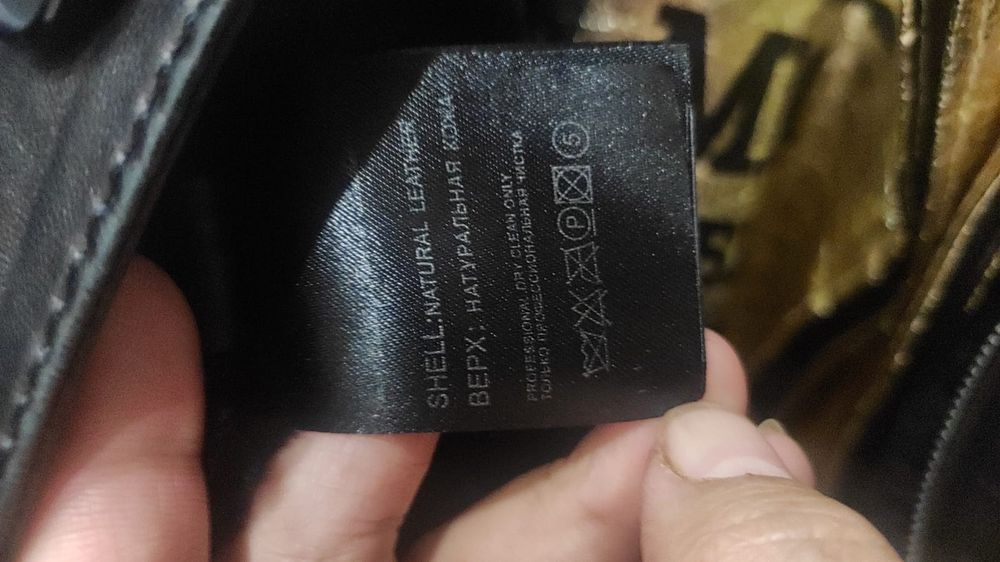 SHELL:NATURAL LEATHER
ВЕРХ: НАТУРАЛЬНАЯ КОЖА
PROFESSIONAL DRY CLEAN ONLY
ТОЛЬКО ПРОФЕССИОНАЛЬНАЯ ЧИСТКА
P